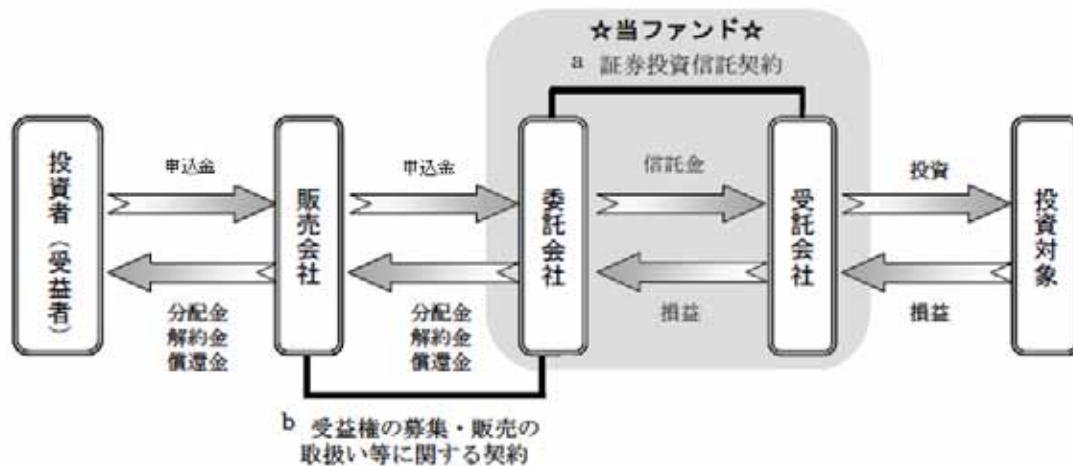 ☆当ファンド☆
a 証券投資信託契約
投資者（受益者）
申込金
分配金
解約金
償還金
販売会社
申込金
分配金
解約金
償還金
委託会社
信託金
損益
受託会社
投資
損益
投資対象
b 受益権の募集・販売の
取扱い等に関する契約